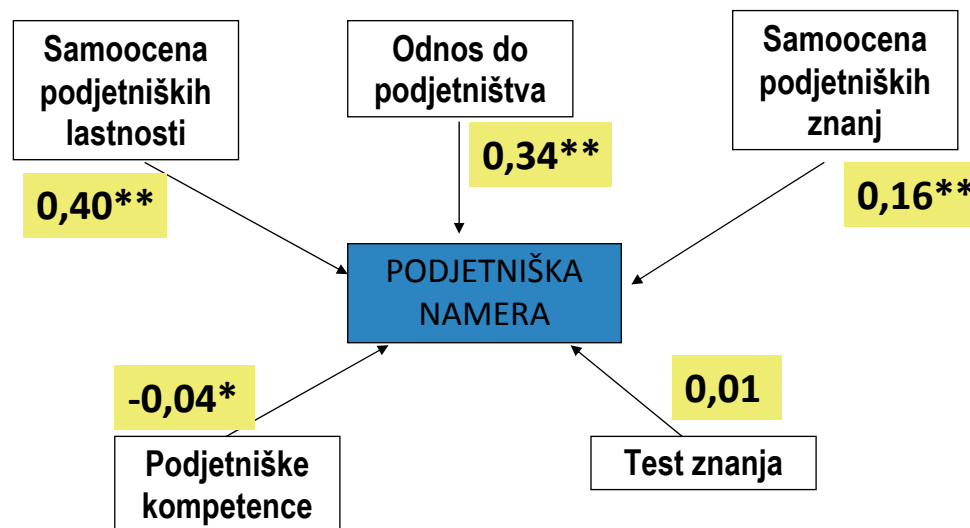 Samoocena
podjetniških
lastnosti
0,40**
Odnos do
podjetništva
0,34**
Samoocena
podjetniških
znanj
0,16**
PODJETNIŠKA
NAMERA
-0,04*
Podjetniške
kompetence
0,01
Test znanja